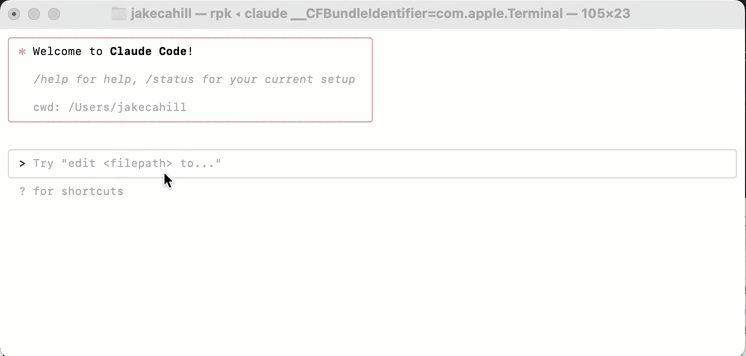 jakecahill — rpk ◂ claude __CFBundleIdentifier=com.apple.Terminal — 105×23
✻ Welcome to Claude Code!
/help for help, /status for your current setup
cwd: /Users/jakecahill
> Try "edit <filepath> to..."
? for shortcuts